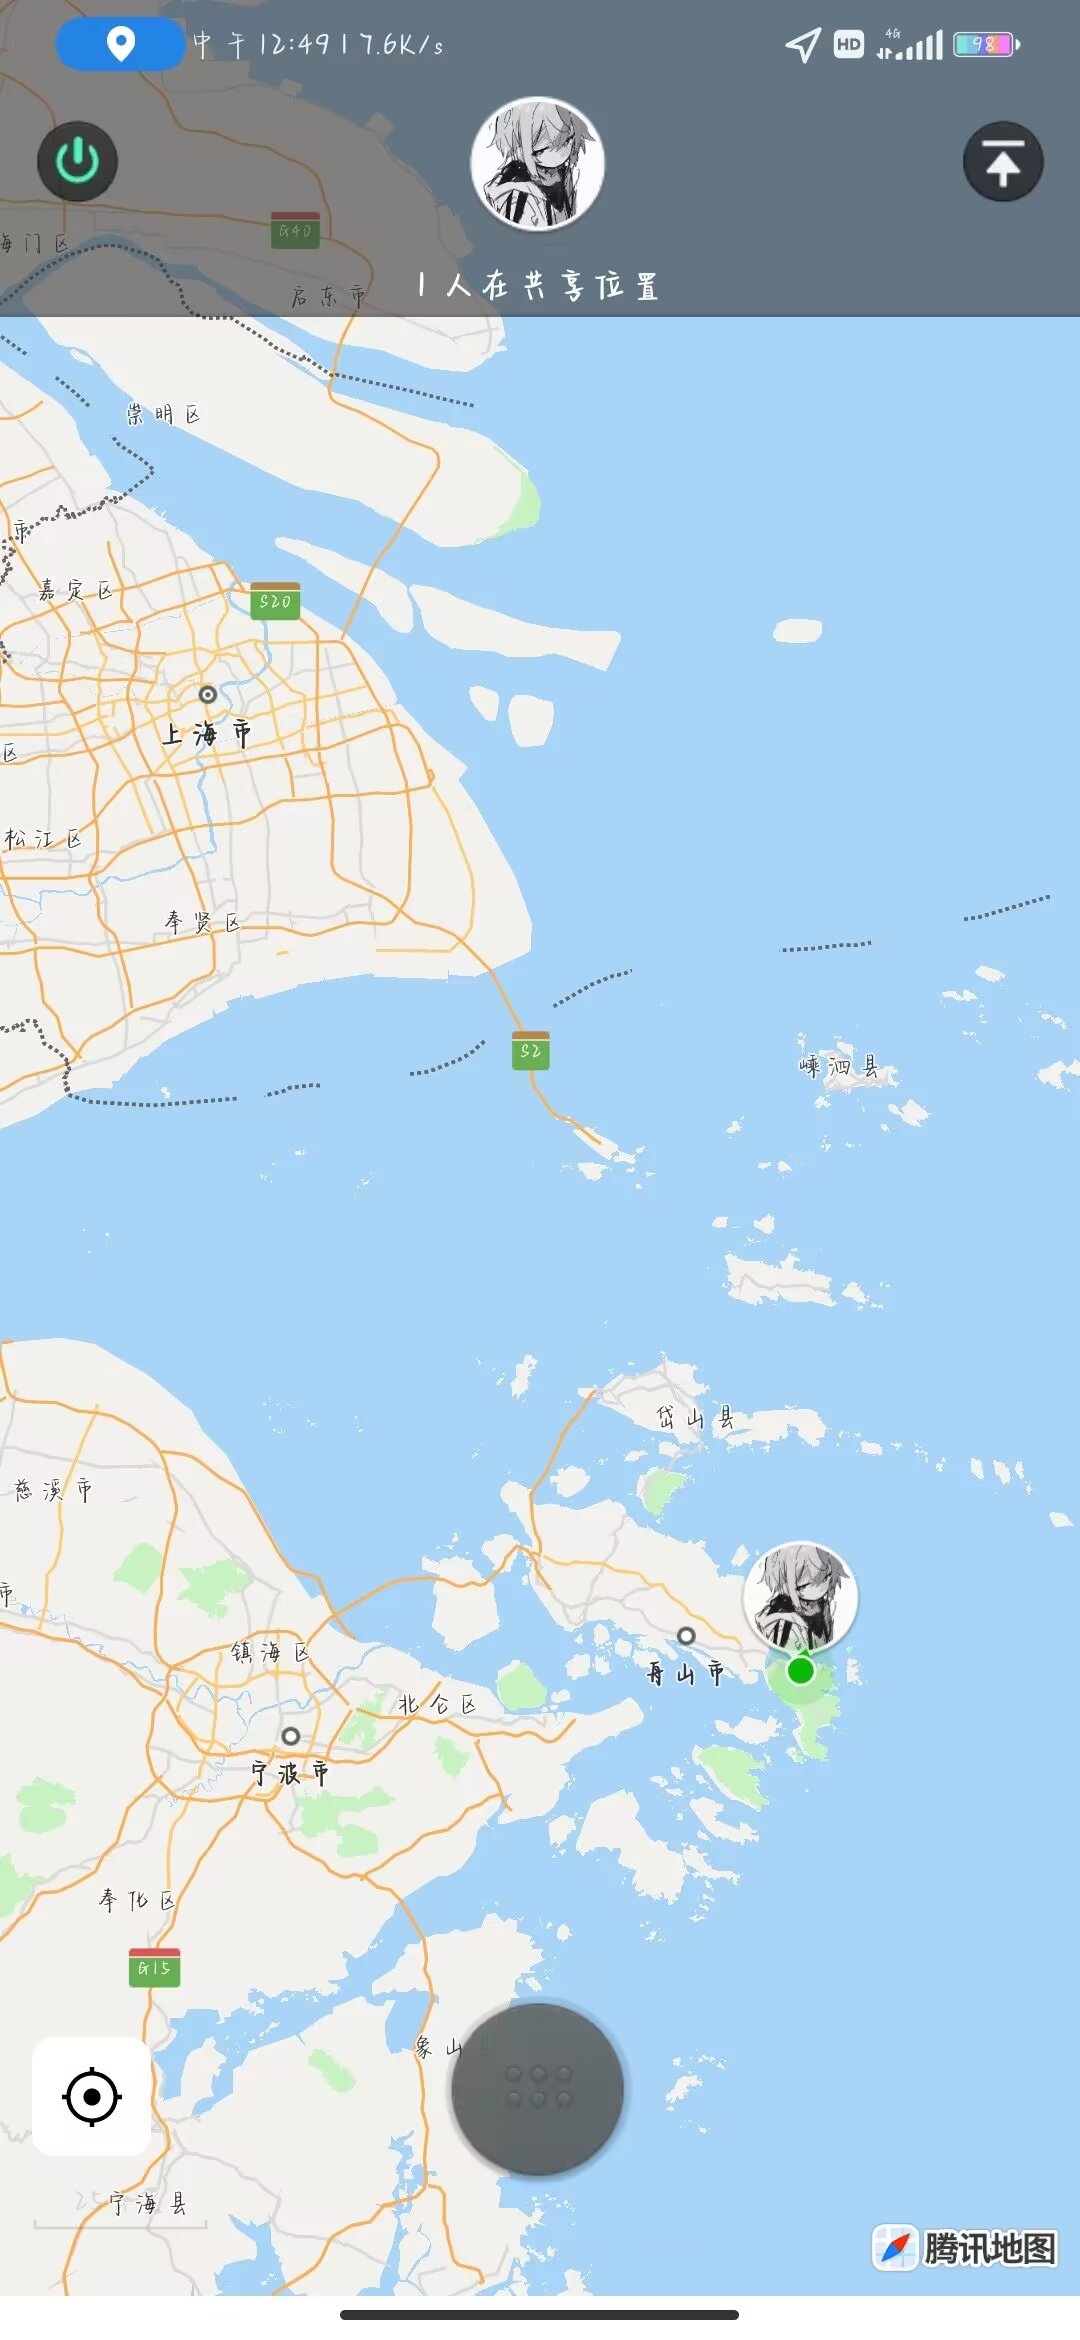 中午12:49 | 7.6K/s
HD
4G
98
G40
海门区
启东市
1人在共享位置
崇明区
市
嘉定区
S20
上海市
区
松江区
奉贤区
S2
嵊泗县
岱山县
慈溪市
市
镇海区
舟山市
北仑区
宁波市
奉化区
G15
象山县
宁海县
腾讯地图